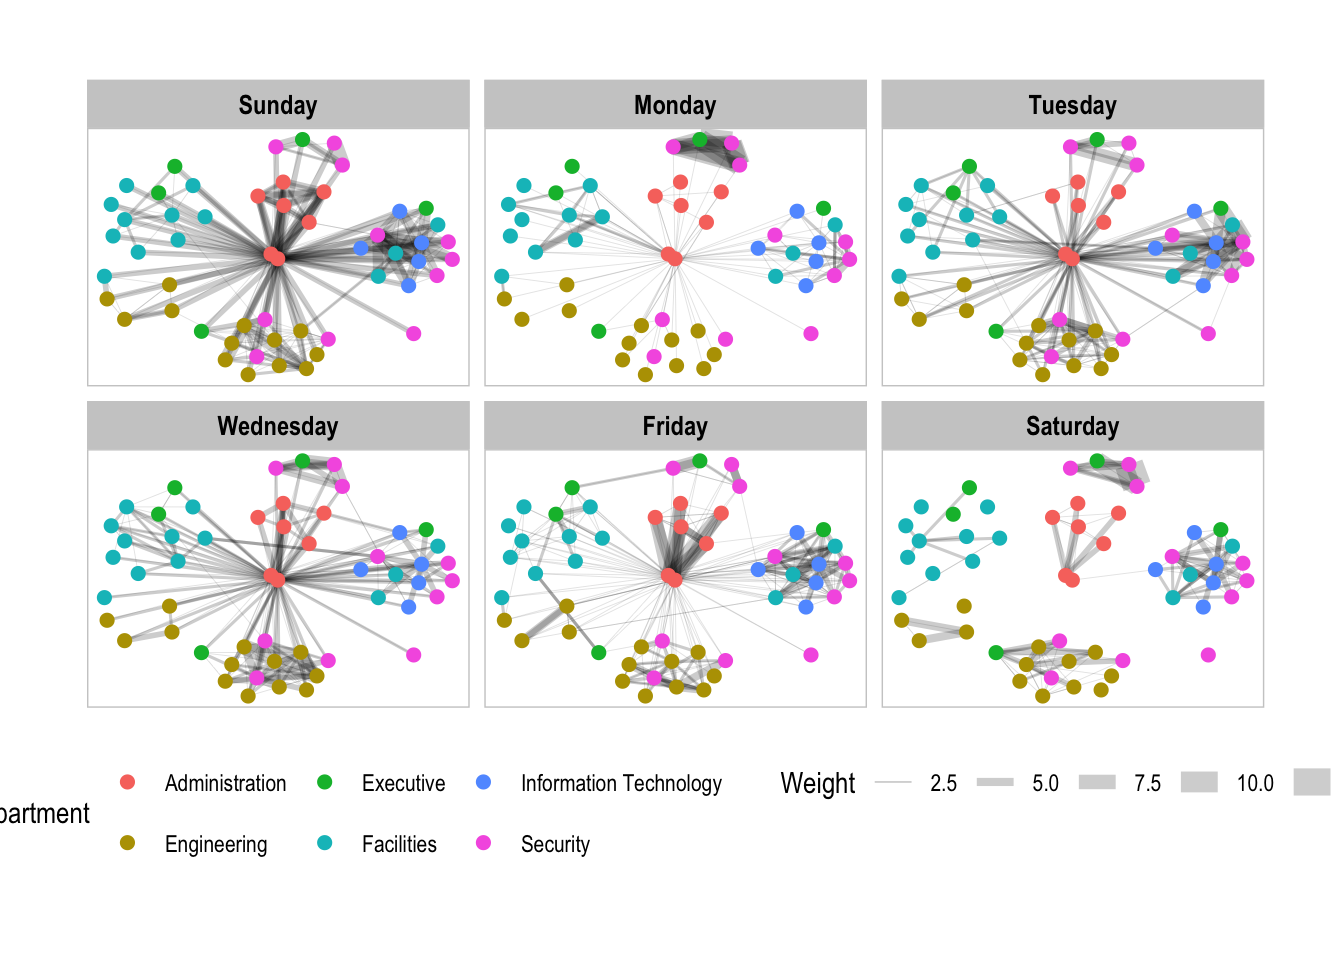 Sunday
Monday
Tuesday
Wednesday
Friday
Saturday
Administration
Executive
Information Technology
Weight
2.5
5.0
7.5
10.0
partment
Engineering
Facilities
Security